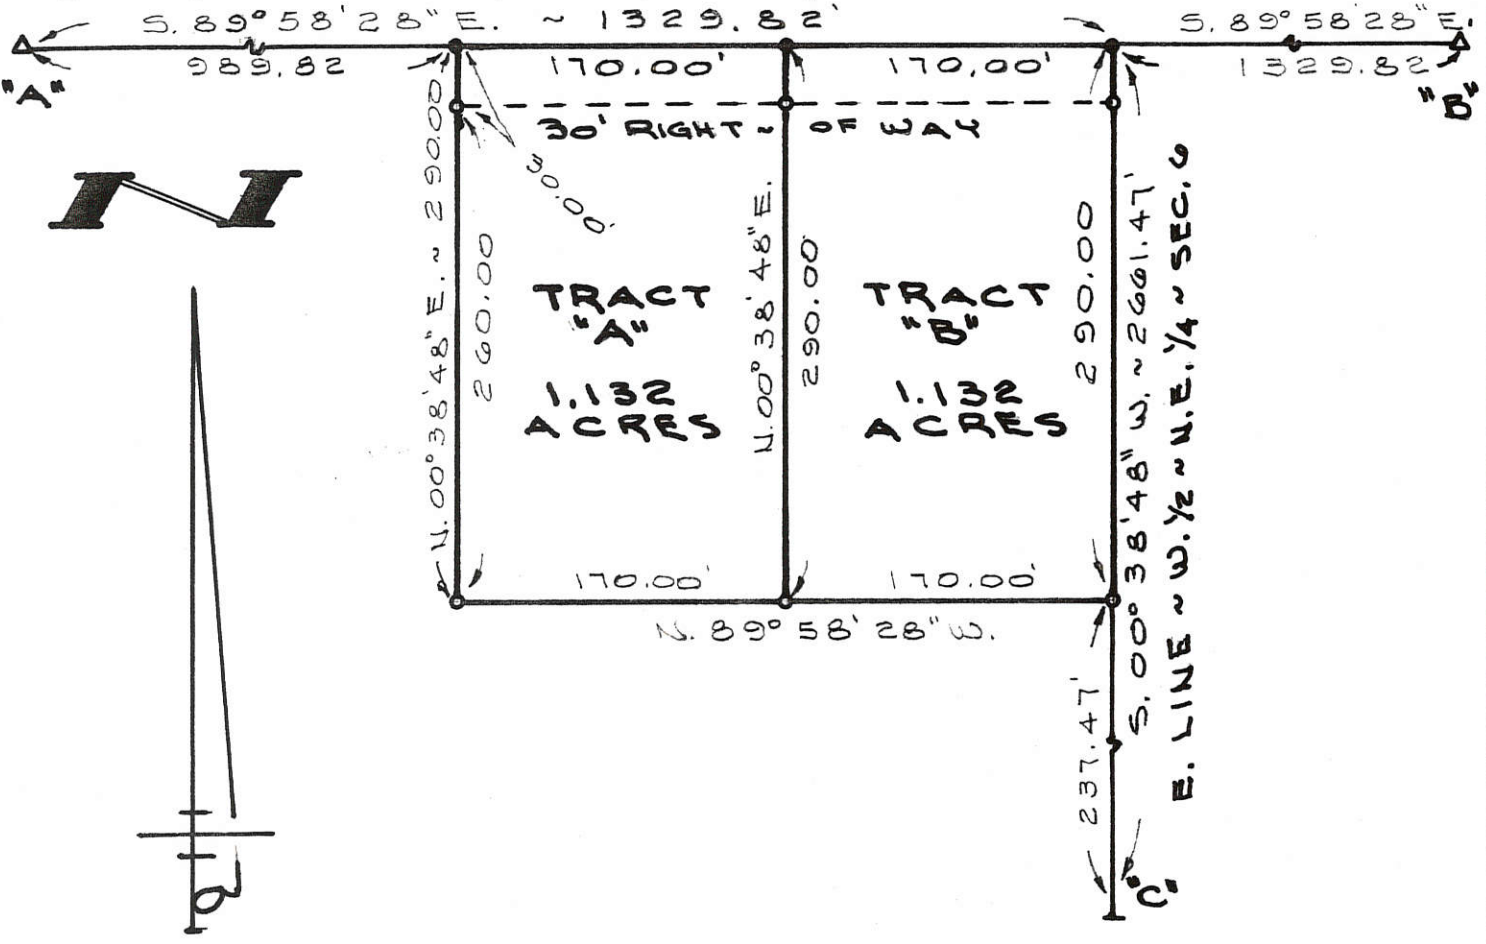 S. 89° 58' 28" E. ~ 1329.82'
S. 89° 58' 28" E.
989.82
170.00'
170.00'
1329.82
"A"
"B"
30' RIGHT ~ OF WAY
30.00'
N
N. 00° 38' 48" E. ~ 290.00
260.00
TRACT
"A"
1.132
ACRES
N. 00° 38' 48" E.
290.00
TRACT
"B"
1.132
ACRES
290.00
S. 00° 38' 48" W. ~ 2661.47'
E. LINE ~ W. 1/2 ~ N.E. 1/4 ~ SEC. 6
170.00'
170.00'
N. 89° 58' 28" W.
237.47'
"C"